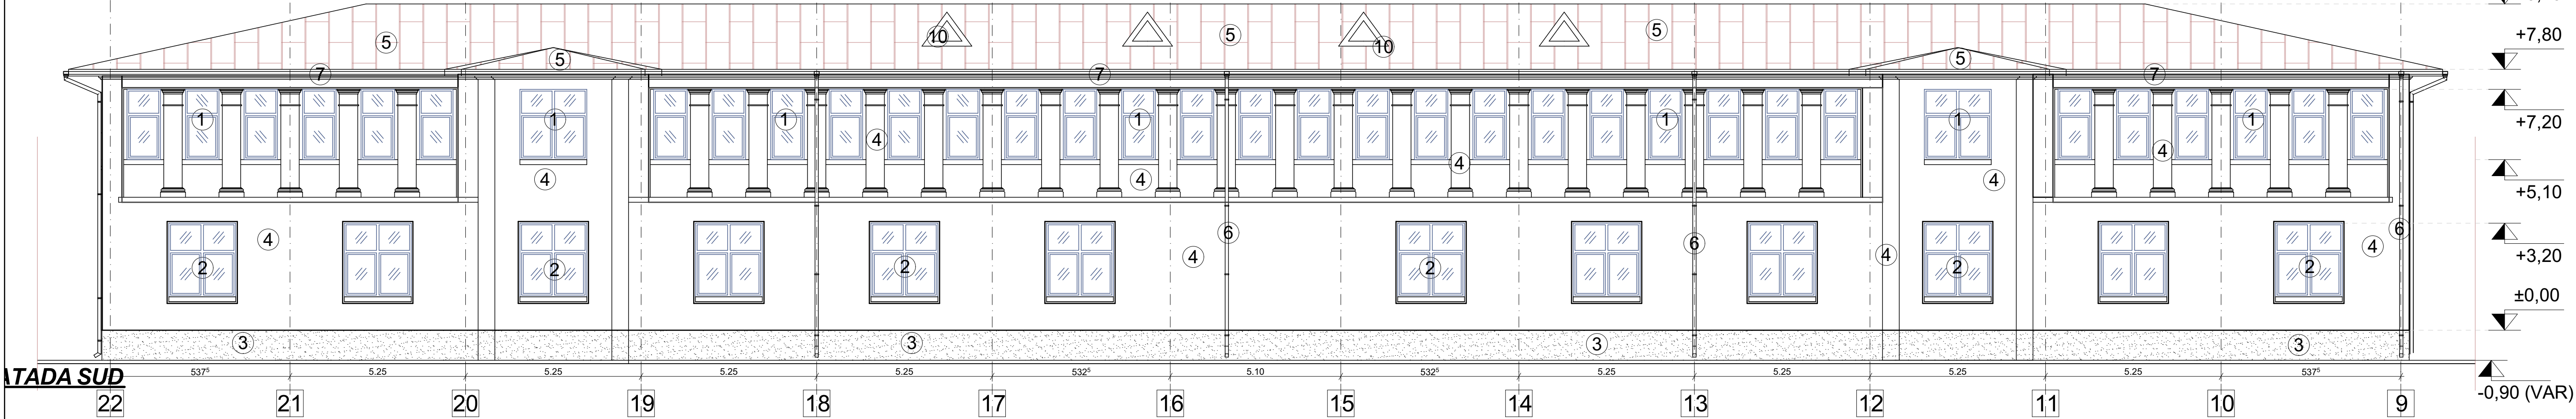 +7,80
5 10 5 10 5
5 5
7 7 7
+7,20
1 1 1 1 1 1 1
4 4 4
4 4 4
+5,10
6 6 6
4 4 4 4
2 2 2 2 2 2
+3,20
±0,00
3 3 3 3
ATADA SUD
537⁵ 5.25 5.25 5.25 5.25 532⁵ 5.10 532⁵ 5.25 5.25 5.25 5.25 537⁵
22 21 20 19 18 17 16 15 14 13 12 11 10 9
-0,90 (VAR)